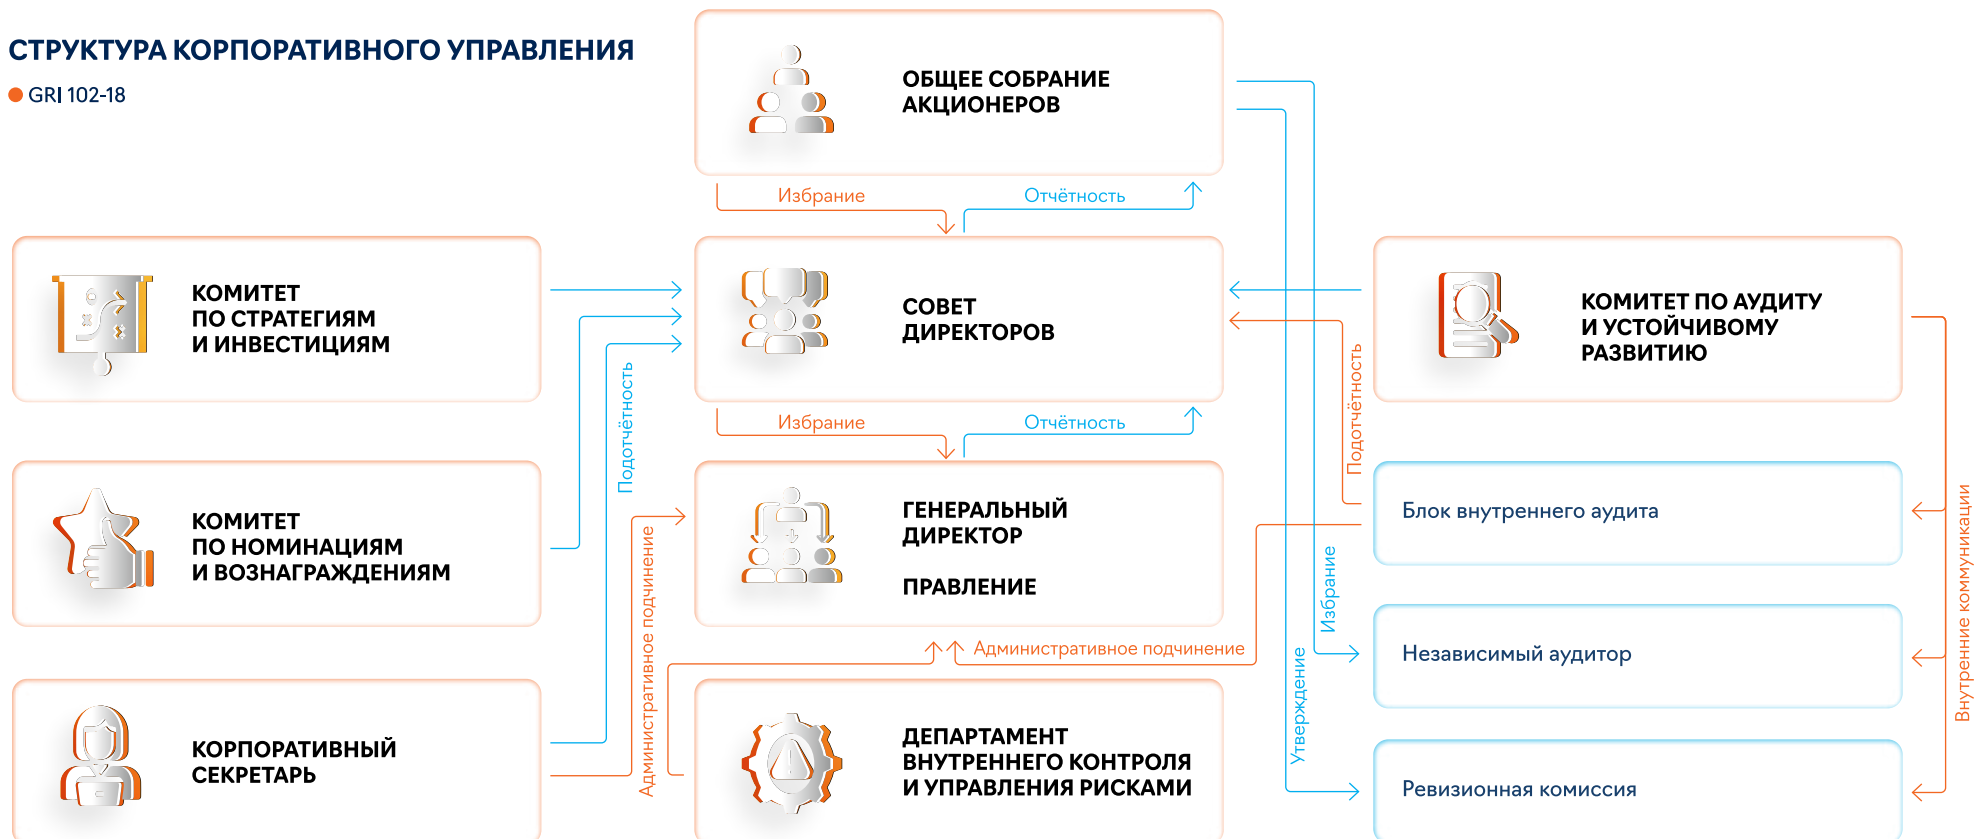 СТРУКТУРА КОРПОРАТИВНОГО УПРАВЛЕНИЯ
GRI 102-18
ОБЩЕЕ СОБРАНИЕ
АКЦИОНЕРОВ
Избрание
Отчётность
КОМИТЕТ
ПО СТРАТЕГИЯМ
И ИНВЕСТИЦИЯМ
СОВЕТ
ДИРЕКТОРОВ
КОМИТЕТ ПО АУДИТУ
И УСТОЙЧИВОМУ
РАЗВИТИЮ
Подотчётность
Избрание
Отчётность
Подотчётность
КОМИТЕТ
ПО НОМИНАЦИЯМ
И ВОЗНАГРАЖДЕНИЯМ
Административное подчинение
ГЕНЕРАЛЬНЫЙ
ДИРЕКТОР
ПРАВЛЕНИЕ
Блок внутреннего аудита
Избрание
Утверждение
Внутренние коммуникации
Административное подчинение
Независимый аудитор
КОРПОРАТИВНЫЙ
СЕКРЕТАРЬ
ДЕПАРТАМЕНТ
ВНУТРЕННЕГО КОНТРОЛЯ
И УПРАВЛЕНИЯ РИСКАМИ
Ревизионная комиссия